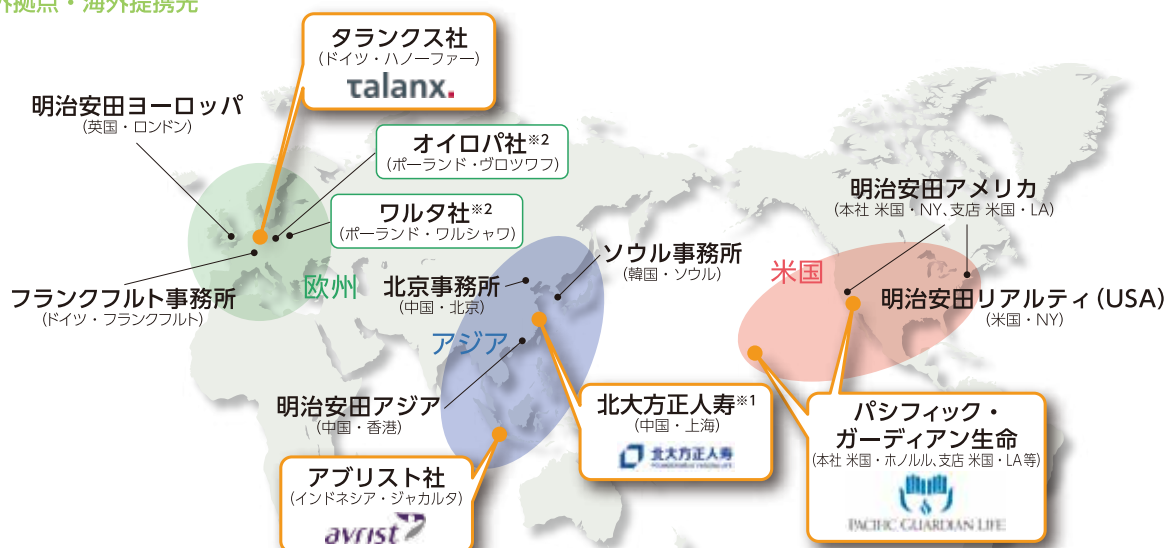 外拠点・海外提携先
タランクス社
(ドイツ・ハノーファー)
talanx.
明治安田ヨーロッパ
(英国・ロンドン)
オイロパ社※2
(ポーランド・ヴロツワフ)
ワルタ社※2
(ポーランド・ワルシャワ)
欧州
フランクフルト事務所
(ドイツ・フランクフルト)
北京事務所
(中国・北京)
ソウル事務所
(韓国・ソウル)
アジア
明治安田アジア
(中国・香港)
アブリスト社
(インドネシア・ジャカルタ)
avrist
北大方正人寿※1
(中国・上海)
北大方正人寿
明治安田アメリカ
(本社 米国・NY、支店 米国・LA)
米国
明治安田リアルティ(USA)
(米国・NY)
パシフィック・
ガーディアン生命
(本社 米国・ホノルル、支店 米国・LA等)
PACIFIC GUARDIAN LIFE